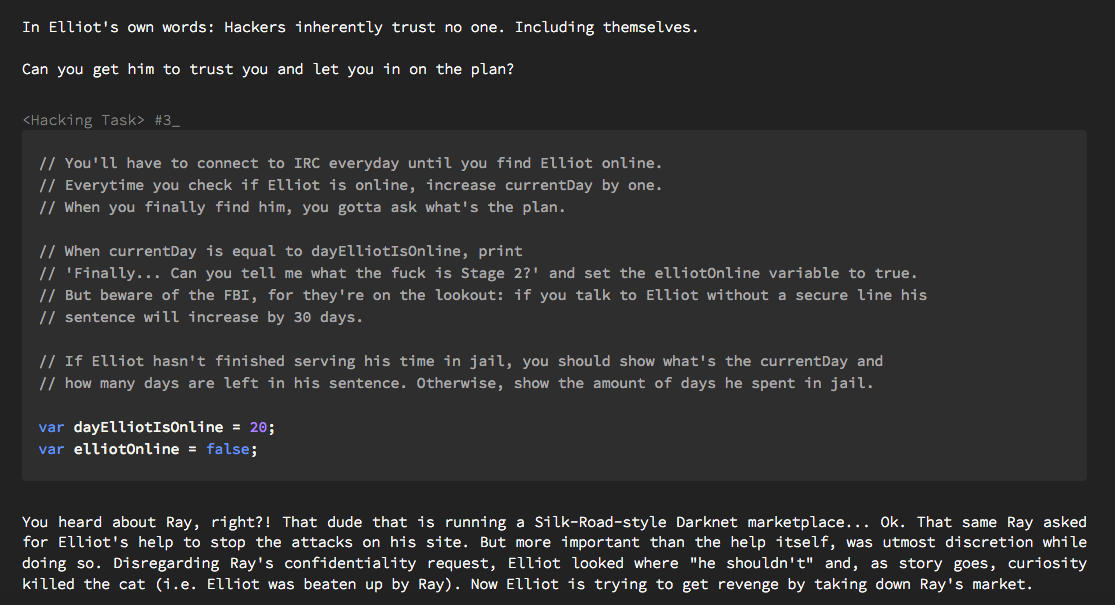 In Elliot's own words: Hackers inherently trust no one. Including themselves.
Can you get him to trust you and let you in on the plan?
<Hacking Task> #3_
// You'll have to connect to IRC everyday until you find Elliot online.
// Everytime you check if Elliot is online, increase currentDay by one.
// When you finally find him, you gotta ask what's the plan.
// When currentDay is equal to dayElliotIsOnline, print
// 'Finally... Can you tell me what the fuck is Stage 2?' and set the elliotOnline variable to true.
// But beware of the FBI, for they're on the lookout: if you talk to Elliot without a secure line his
// sentence will increase by 30 days.
// If Elliot hasn't finished serving his time in jail, you should show what's the currentDay and
// how many days are left in his sentence. Otherwise, show the amount of days he spent in jail.
var dayElliotIsOnline = 20;
var elliotOnline = false;
You heard about Ray, right?! That dude that is running a Silk-Road-style Darknet marketplace... Ok. That same Ray asked
for Elliot's help to stop the attacks on his site. But more important than the help itself, was utmost discretion while
doing so. Disregarding Ray's confidentiality request, Elliot looked where "he shouldn't" and, as story goes, curiosity
killed the cat (i.e. Elliot was beaten up by Ray). Now Elliot is trying to get revenge by taking down Ray's market.